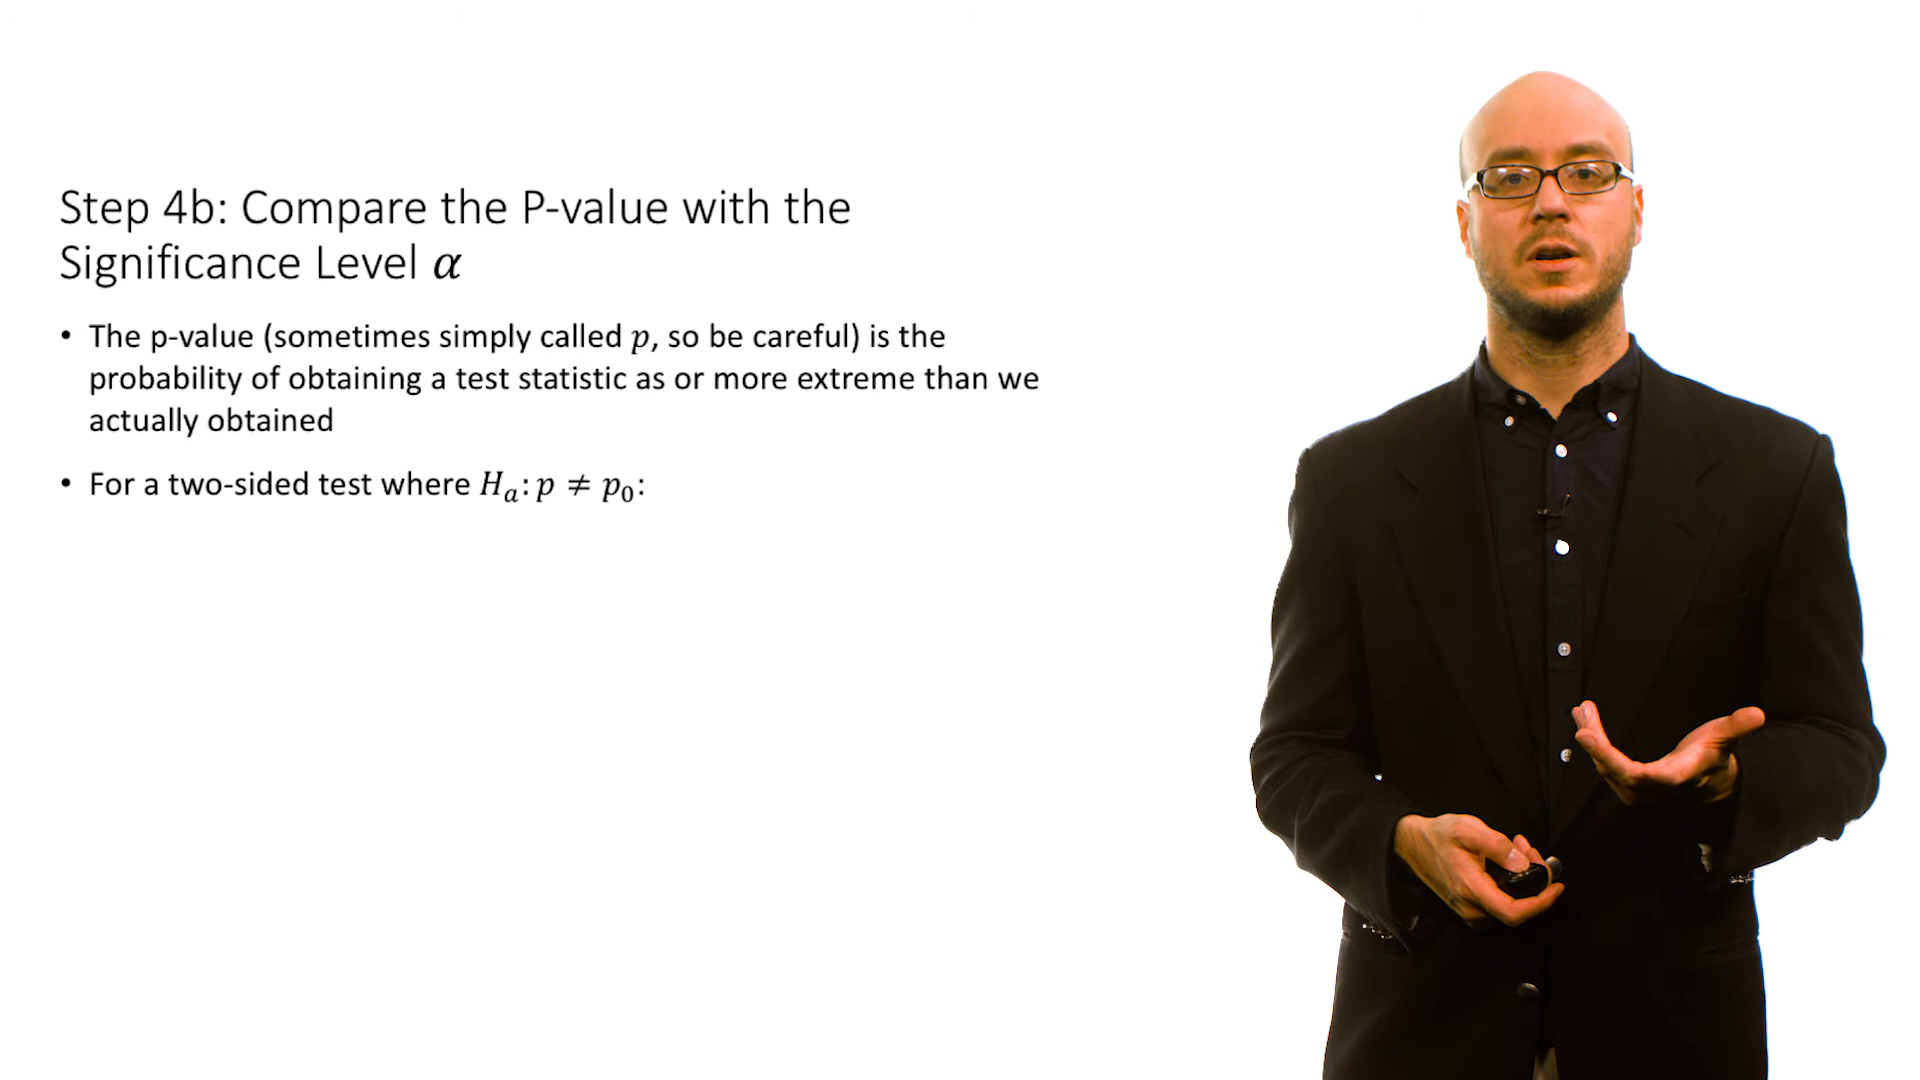 Step 4b: Compare the P-value with the
Significance Level α
• The p-value (sometimes simply called p, so be careful) is the
probability of obtaining a test statistic as or more extreme than we
actually obtained
• For a two-sided test where Hₐ: p ≠ p₀: